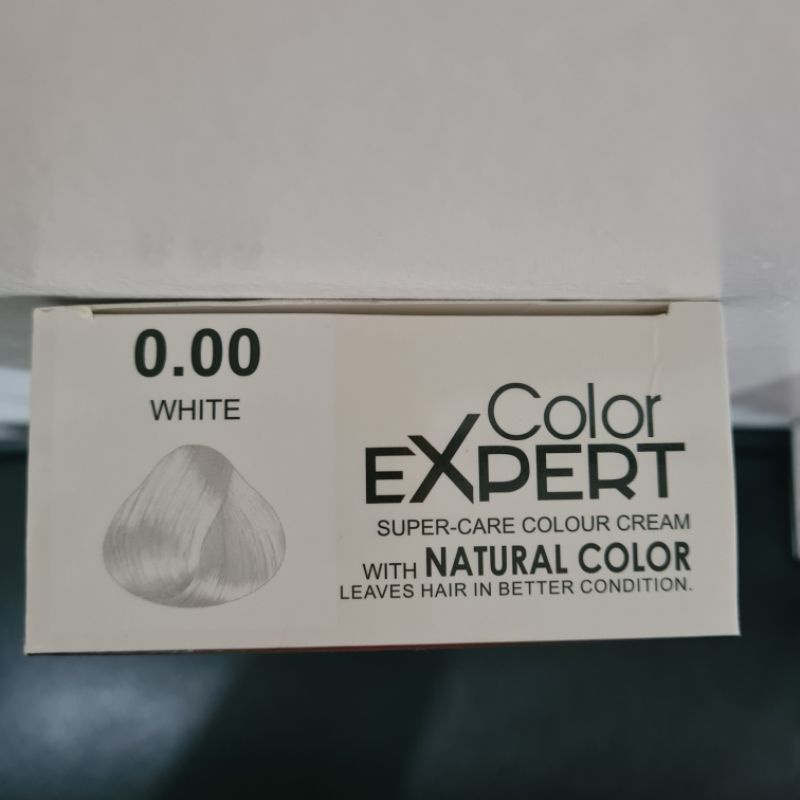 0.00
WHITE
Color
EXPERT
SUPER-CARE COLOUR CREAM
WITH NATURAL COLOR
LEAVES HAIR IN BETTER CONDITION.